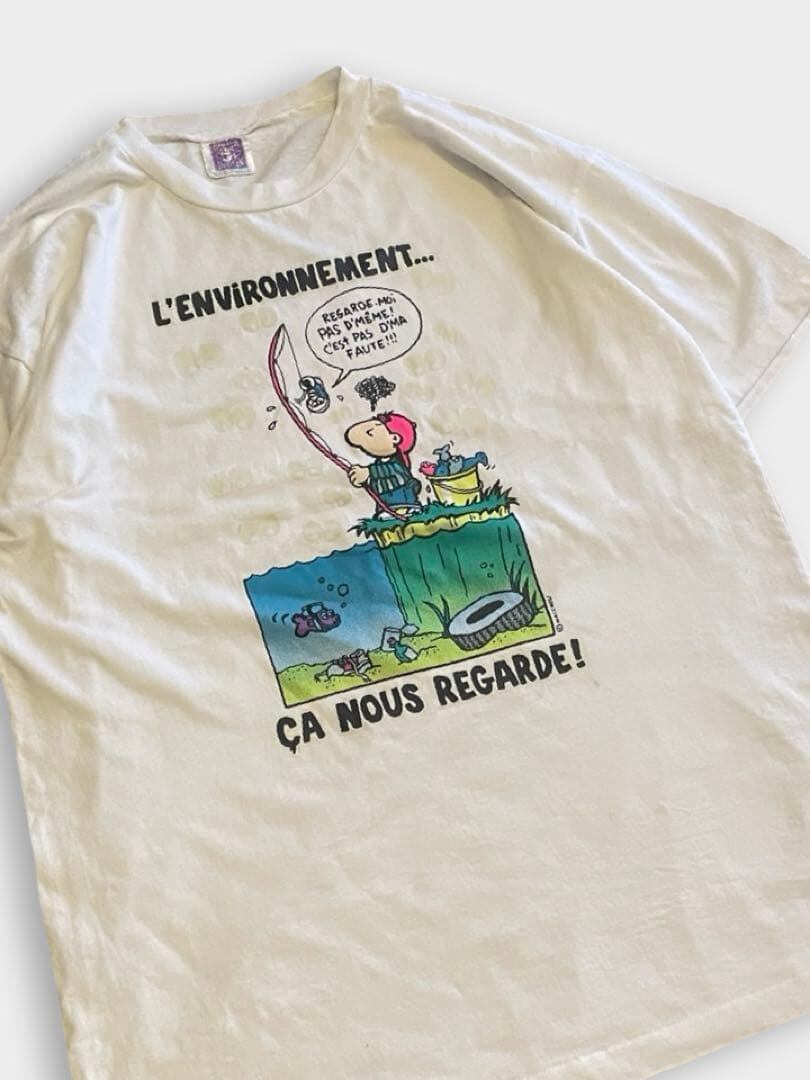 L'ENViRONNEMENT...
REGARDE-MOi
PAS D'MÊME!
C'EST PAS D'MA
FAUTE!!!
ÇA NOUS REGARDE!